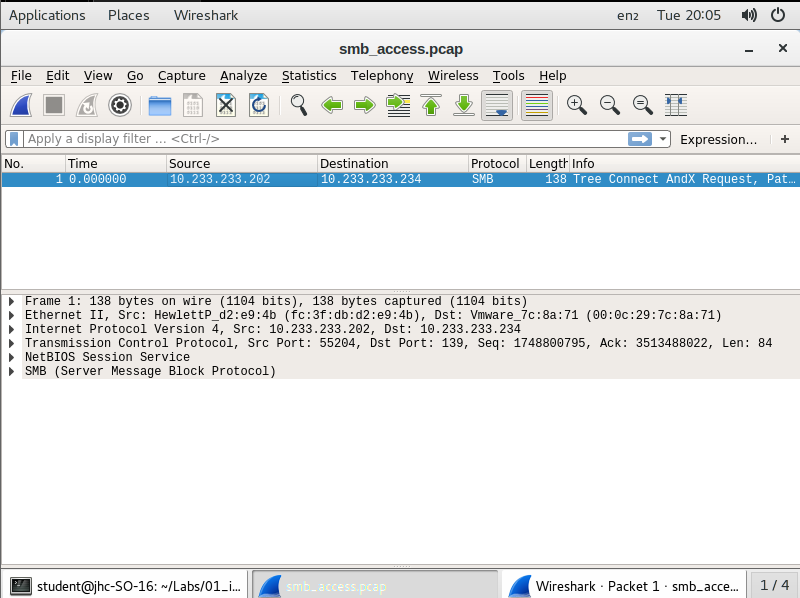 Applications Places Wireshark en₂ Tue 20:05
smb_access.pcap
File Edit View Go Capture Analyze Statistics Telephony Wireless Tools Help
Apply a display filter ... <Ctrl-/> Expression... +
No. Time Source Destination Protocol Length Info
1 0.000000 10.233.233.202 10.233.233.234 SMB 138 Tree Connect AndX Request, Pat…
Frame 1: 138 bytes on wire (1104 bits), 138 bytes captured (1104 bits)
Ethernet II, Src: HewlettP_d2:e9:4b (fc:3f:db:d2:e9:4b), Dst: Vmware_7c:8a:71 (00:0c:29:7c:8a:71)
Internet Protocol Version 4, Src: 10.233.233.202, Dst: 10.233.233.234
Transmission Control Protocol, Src Port: 55204, Dst Port: 139, Seq: 1748800795, Ack: 3513488022, Len: 84
NetBIOS Session Service
SMB (Server Message Block Protocol)
student@jhc-SO-16: ~/Labs/01_i… smb_access.pcap Wireshark · Packet 1 · smb_acce… 1 / 4